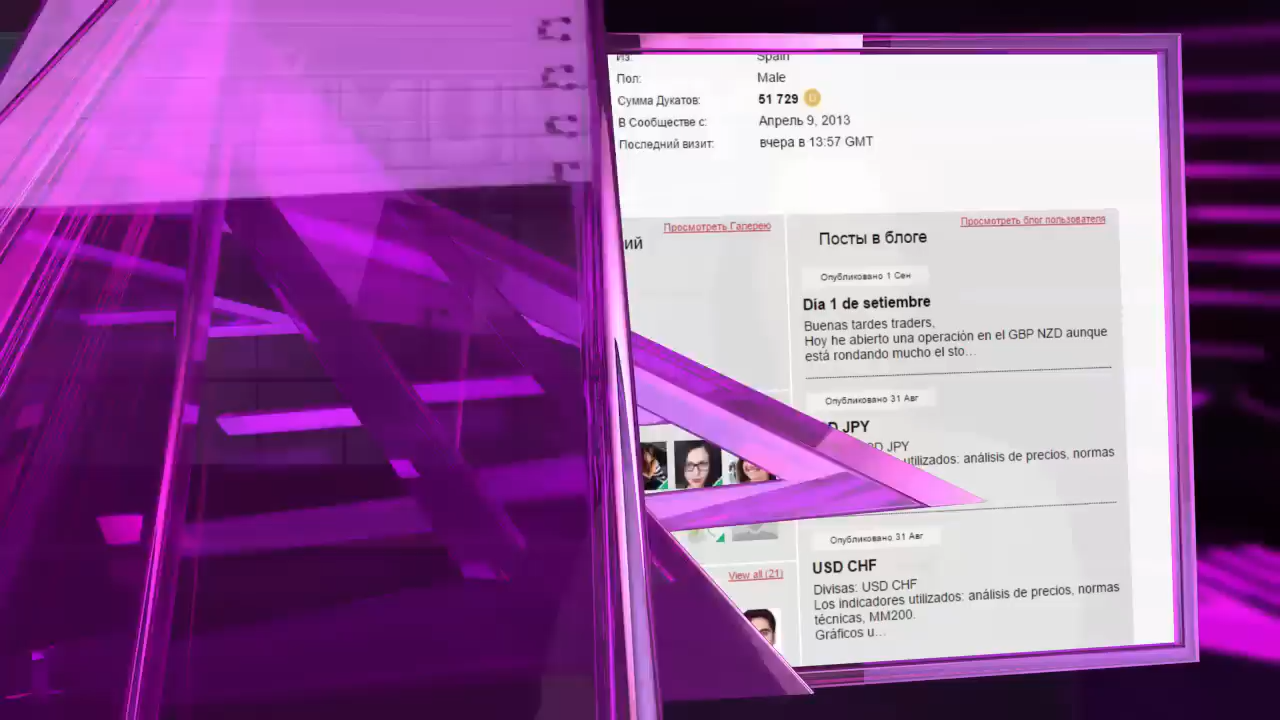 Из:
Spain
Пол:
Male
Сумма Дукатов:
51 729
В Сообществе с:
Апрель 9, 2013
Последний визит:
вчера в 13:57 GMT
Просмотреть Галерею
ий
View all (21)
Просмотреть блог пользователя
Посты в блоге
Опубликовано 1 Сен
Dia 1 de setiembre
Buenas tardes traders,
Hoy he abierto una operación en el GBP NZD aunque
está rondando mucho el sto...
Опубликовано 31 Авг
D JPY
SD JPY
utilizados: análisis de precios, normas
Опубликовано 31 Авг
USD CHF
Divisas: USD CHF
Los indicadores utilizados: análisis de precios, normas
técnicas, MM200.
Gráficos u...